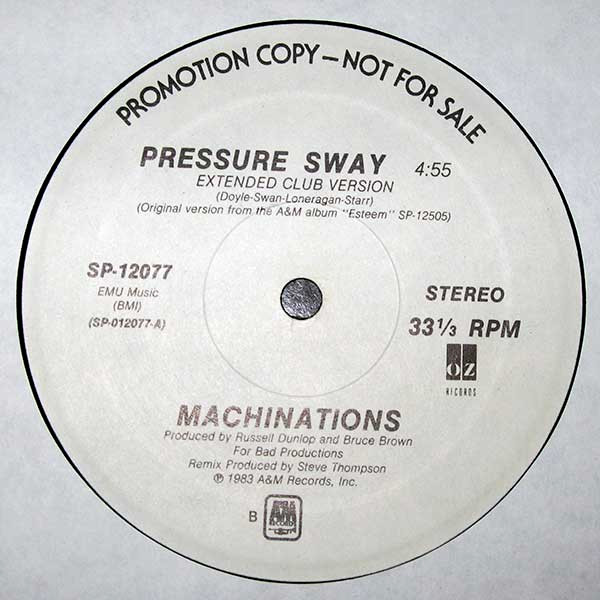 PROMOTION COPY — NOT FOR SALE
PRESSURE SWAY 4:55
EXTENDED CLUB VERSION
(Doyle-Swan-Loneragan-Starr)
(Original version from the A&M album "Esteem" SP-12505)
SP-12077
EMU Music
(BMI)
(SP-012077-A)
STEREO
33 1/3 RPM
OZ
RECORDS
MACHINATIONS
Produced by Russell Dunlop and Bruce Brown
For Bad Productions
Remix Produced by Steve Thompson
℗ 1983 A&M Records, Inc.
B
A&M
RECORDS